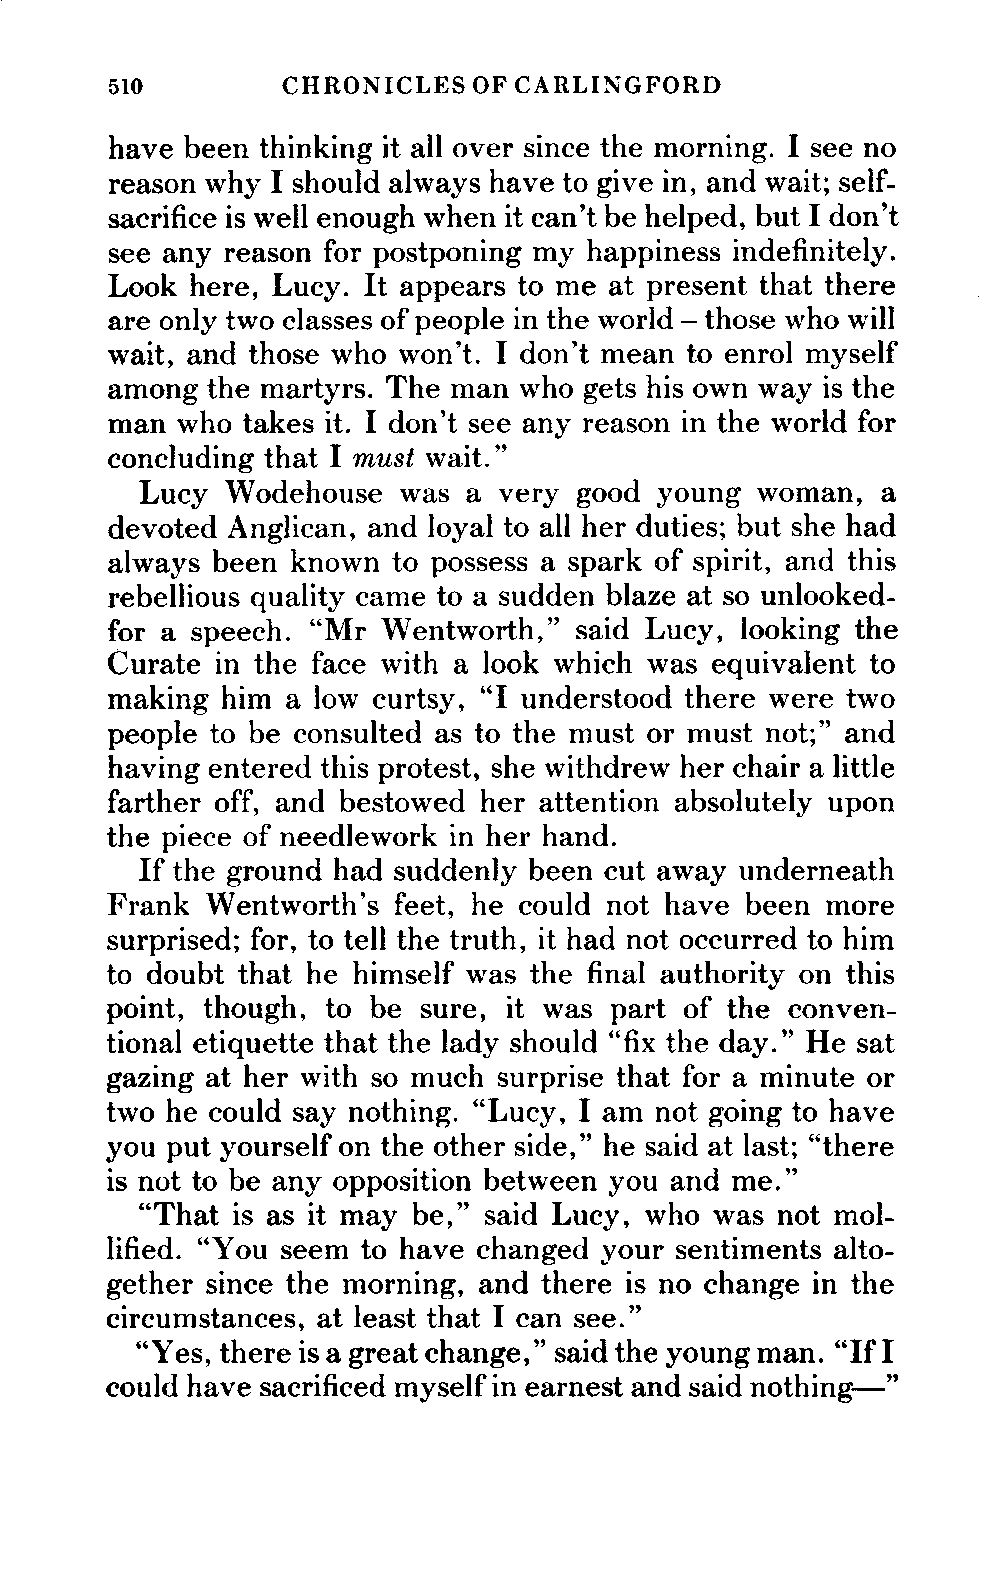 510 CHRONICLES OF CARLINGFORD
have been thinking it all over since the morning. I see no
reason why I should always have to give in, and wait; self-
sacrifice is well enough when it can't be helped, but I don't
see any reason for postponing my happiness indefinitely.
Look here, Lucy. It appears to me at present that there
are only two classes of people in the world – those who will
wait, and those who won't. I don't mean to enrol myself
among the martyrs. The man who gets his own way is the
man who takes it. I don't see any reason in the world for
concluding that I must wait."
Lucy Wodehouse was a very good young woman, a
devoted Anglican, and loyal to all her duties; but she had
always been known to possess a spark of spirit, and this
rebellious quality came to a sudden blaze at so unlooked-
for a speech. "Mr Wentworth," said Lucy, looking the
Curate in the face with a look which was equivalent to
making him a low curtsy, "I understood there were two
people to be consulted as to the must or must not;" and
having entered this protest, she withdrew her chair a little
farther off, and bestowed her attention absolutely upon
the piece of needlework in her hand.
If the ground had suddenly been cut away underneath
Frank Wentworth's feet, he could not have been more
surprised; for, to tell the truth, it had not occurred to him
to doubt that he himself was the final authority on this
point, though, to be sure, it was part of the conven-
tional etiquette that the lady should "fix the day." He sat
gazing at her with so much surprise that for a minute or
two he could say nothing. "Lucy, I am not going to have
you put yourself on the other side," he said at last; "there
is not to be any opposition between you and me."
"That is as it may be," said Lucy, who was not mol-
lified. "You seem to have changed your sentiments alto-
gether since the morning, and there is no change in the
circumstances, at least that I can see."
"Yes, there is a great change," said the young man. "If I
could have sacrificed myself in earnest and said nothing—"